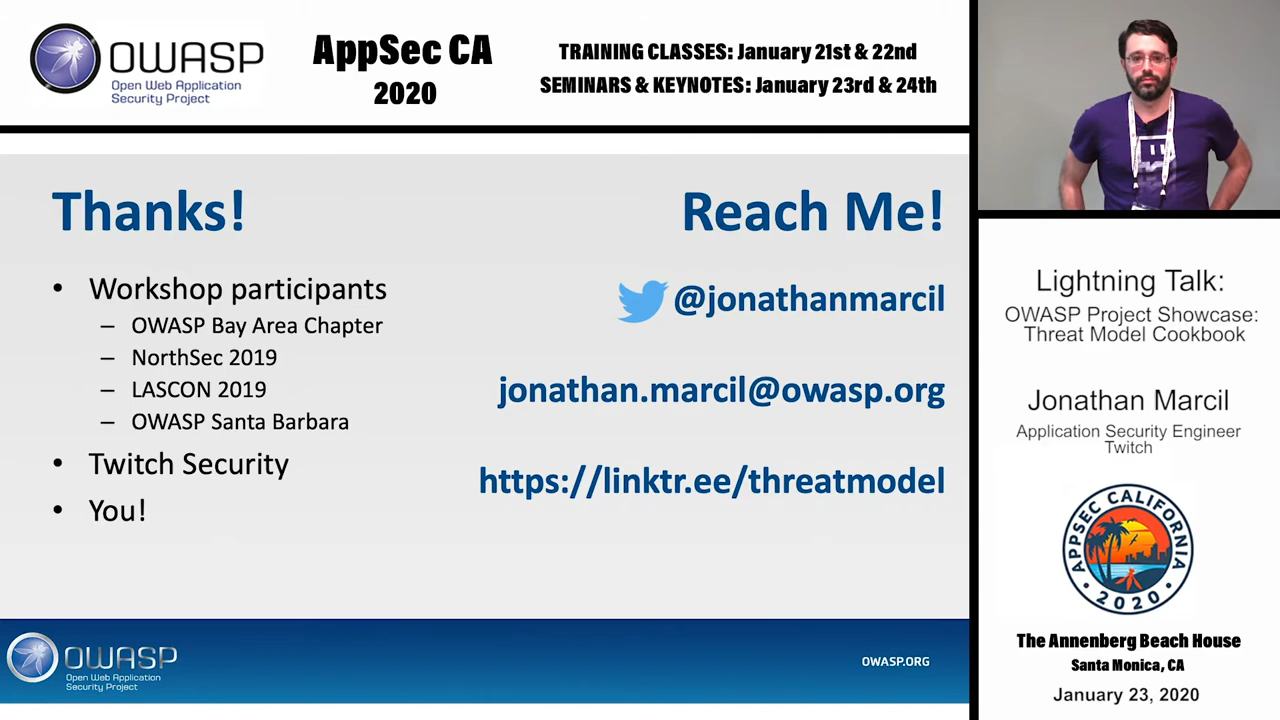 OWASP
Open Web Application
Security Project
AppSec CA
2020
TRAINING CLASSES: January 21st & 22nd
SEMINARS & KEYNOTES: January 23rd & 24th
Thanks!
• Workshop participants
– OWASP Bay Area Chapter
– NorthSec 2019
– LASCON 2019
– OWASP Santa Barbara
• Twitch Security
• You!
Reach Me!
@jonathanmarcil
jonathan.marcil@owasp.org
https://linktr.ee/threatmodel
OWASP
Open Web Application
Security Project
OWASP.ORG
Lightning Talk:
OWASP Project Showcase:
Threat Model Cookbook
Jonathan Marcil
Application Security Engineer
Twitch
APPSEC CALIFORNIA
• 2020 •
The Annenberg Beach House
Santa Monica, CA
January 23, 2020